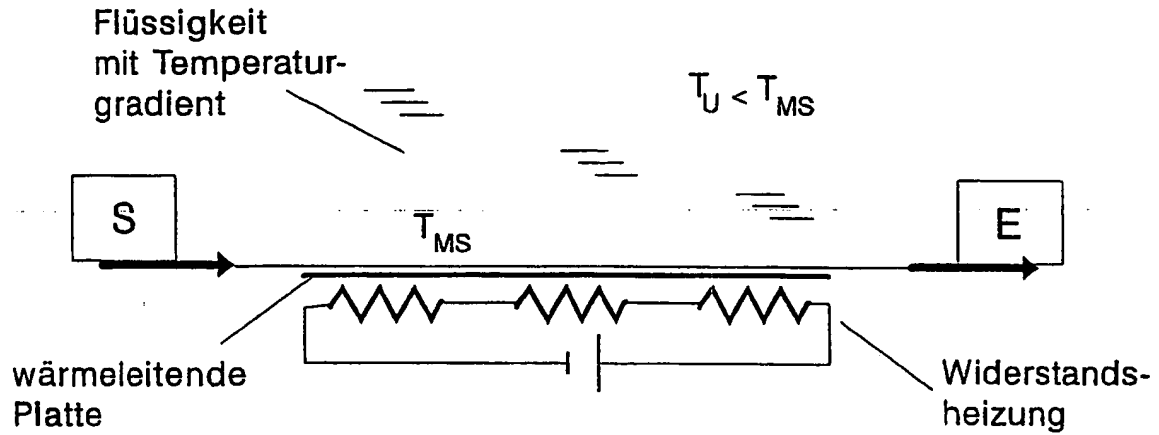 Flüssigkeit
mit Temperatur-
gradient
T_U < T_MS
S
T_MS
E
wärmeleitende
Platte
Widerstands-
heizung